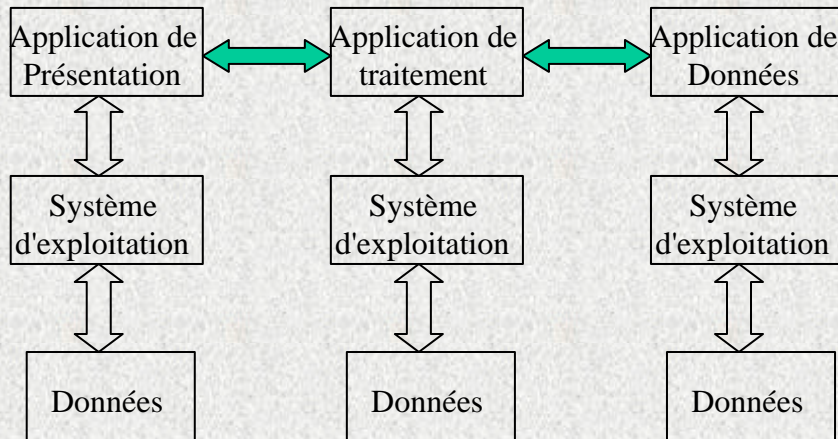 Application de
Présentation
Application de
traitement
Application de
Données
Système
d'exploitation
Système
d'exploitation
Système
d'exploitation
Données
Données
Données